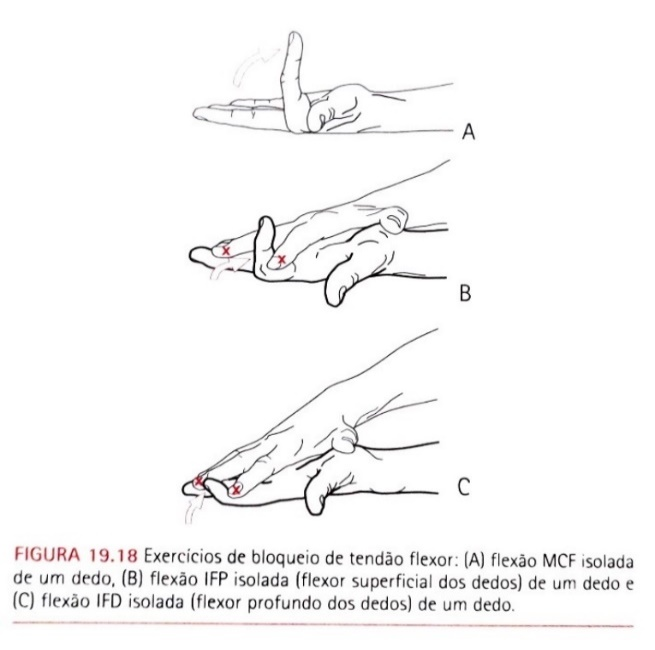 A
B
C
FIGURA 19.18 Exercícios de bloqueio de tendão flexor: (A) flexão MCF isolada
de um dedo, (B) flexão IFP isolada (flexor superficial dos dedos) de um dedo e
(C) flexão IFD isolada (flexor profundo dos dedos) de um dedo.